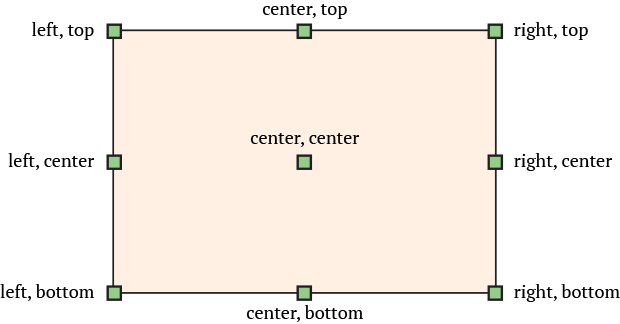 center, top
left, top
right, top
center, center
left, center
right, center
left, bottom
right, bottom
center, bottom